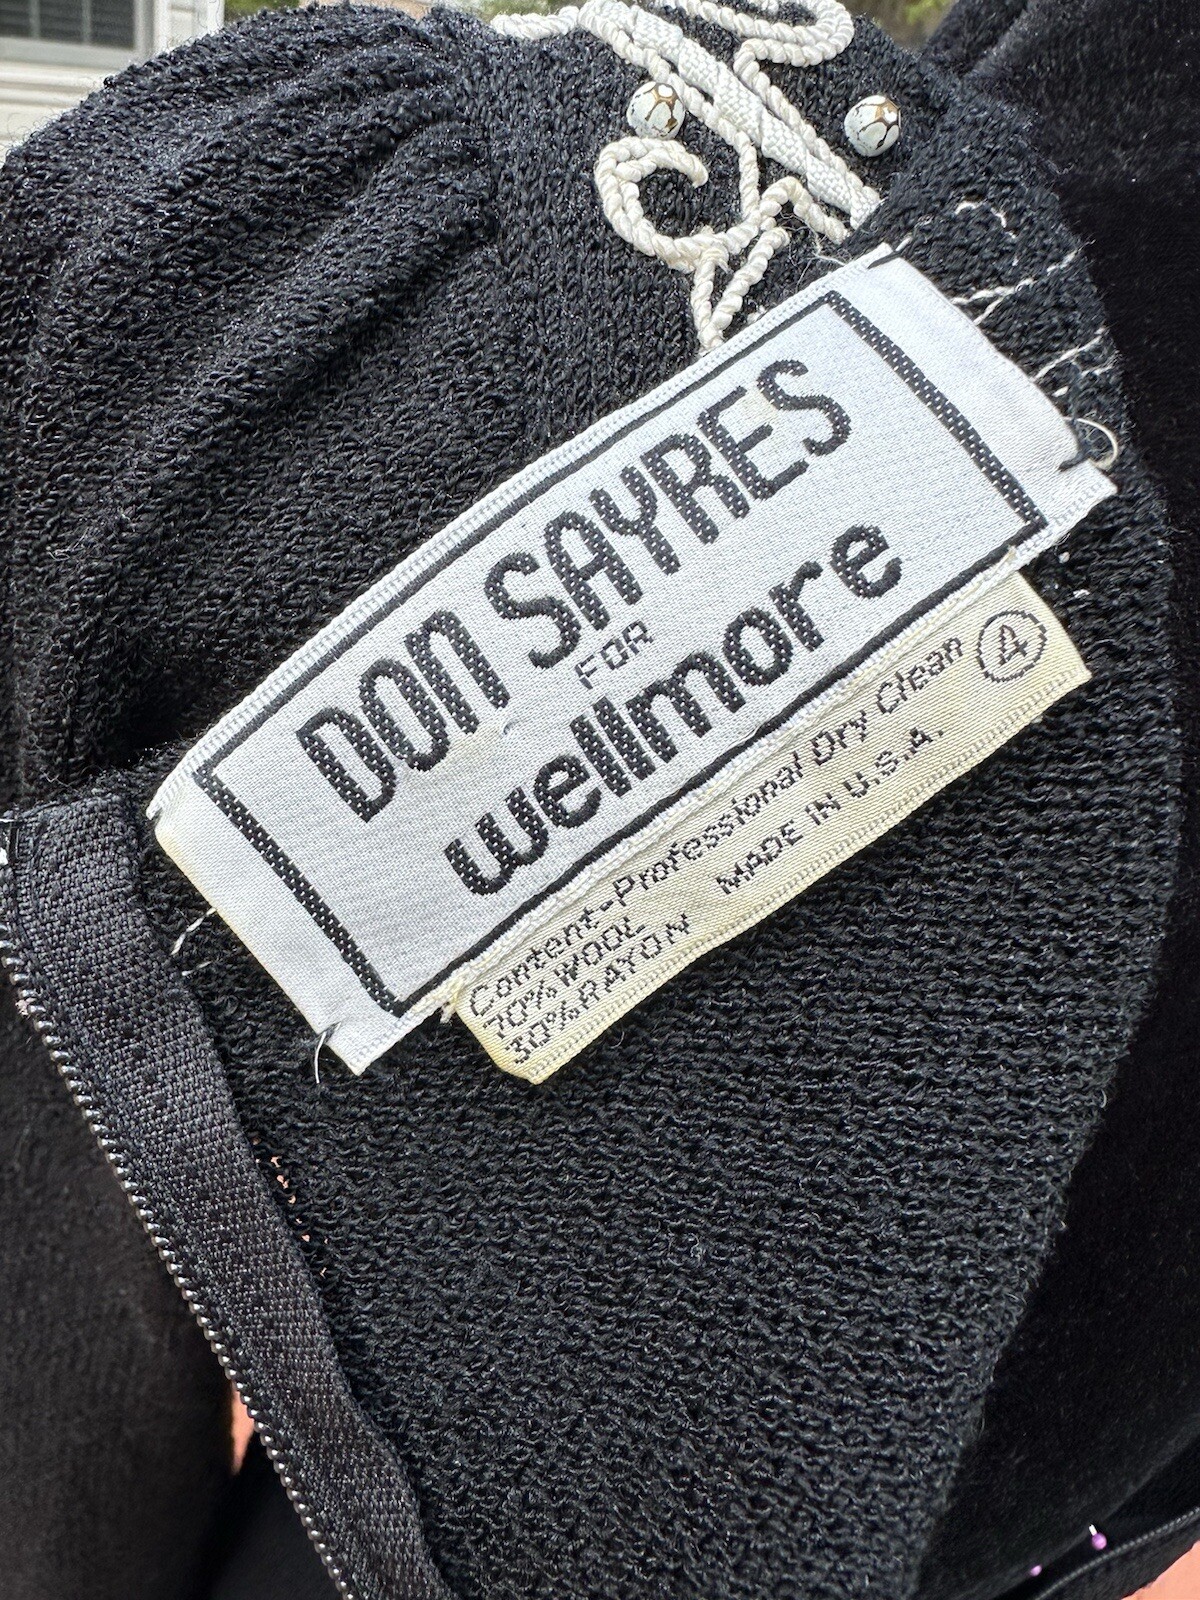 DON SAYRES
FOR
wellmore
Content-Professional Dry Clean 4
70% WOOL MADE IN U.S.A.
30% RAYON